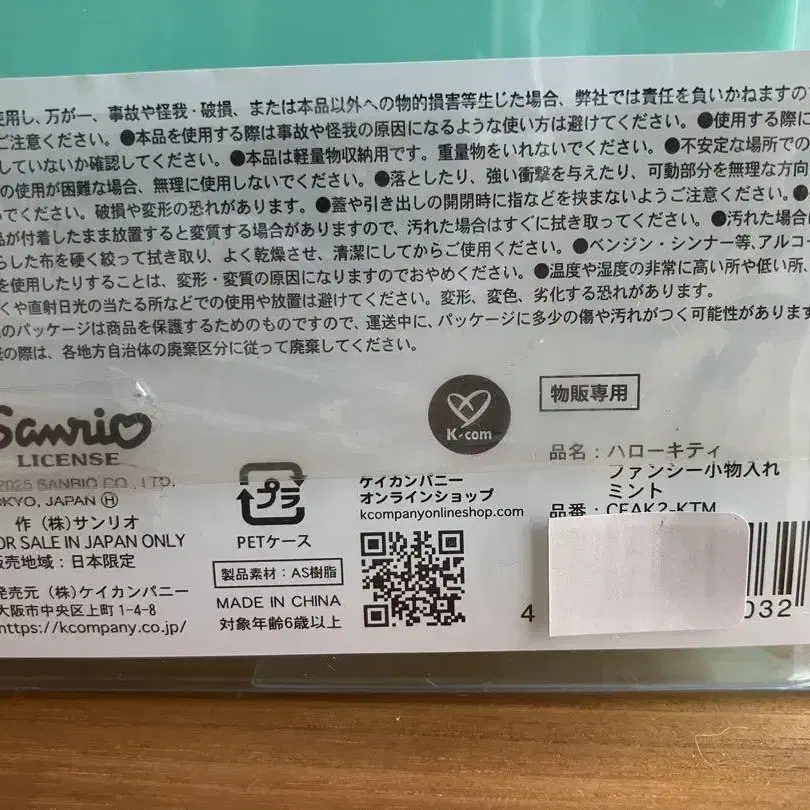 使用し、万が一、事故や怪我・破損、または本品以外への物的損害等生じた場合、弊社では責任を負いかねますので
ご注意ください。●本品を使用する際は事故や怪我の原因になるような使い方は避けてください。●使用する際に
していないか確認してください。●本品は軽量物収納用です。重量物をいれないでください。●不安定な場所での
の使用が困難な場合、無理に使用しないでください。●落としたり、強い衝撃を与えたり、可動部分を無理な方向
いでください。破損や変形の恐れがあります。●蓋や引き出しの開閉時に指などを挟まないようご注意ください。●
品が付着したまま放置すると変質する場合がありますので、汚れた場合はすぐに拭き取ってください。●汚れた場合は
らした布を硬く絞って拭き取り、よく乾燥させ、清潔にしてからご使用ください。●ベンジン・シンナー等、アルコ
を使用したりすることは、変形・変質の原因になりますのでおやめください。●温度や湿度の非常に高い所や低い所、
くや直射日光の当たる所などでの使用や放置は避けてください。変形、変色、劣化する恐れがあります。
のパッケージは商品を保護するためのものですので、運送中に、パッケージに多少の傷や汚れがつく可能性があります
の際は、各地方自治体の廃棄区分に従って廃棄してください。
Sanrio
LICENSE
2025 SANRIO CO., LTD.
TOKYO, JAPAN Ⓗ
作 (株)サンリオ
FOR SALE IN JAPAN ONLY
販売地域:日本限定
発売元 (株)ケイカンパニー
大阪市中央区上町1-4-8
https://kcompany.co.jp/
プラ
PETケース
製品素材:AS樹脂
MADE IN CHINA
対象年齢6歳以上
K-com
ケイカンパニー
オンラインショップ
kcompanyonlineshop.com
物販専用
品名:ハローキティ
ファンシー小物入れ
ミント
品番:CFAK2-KTM
4
032